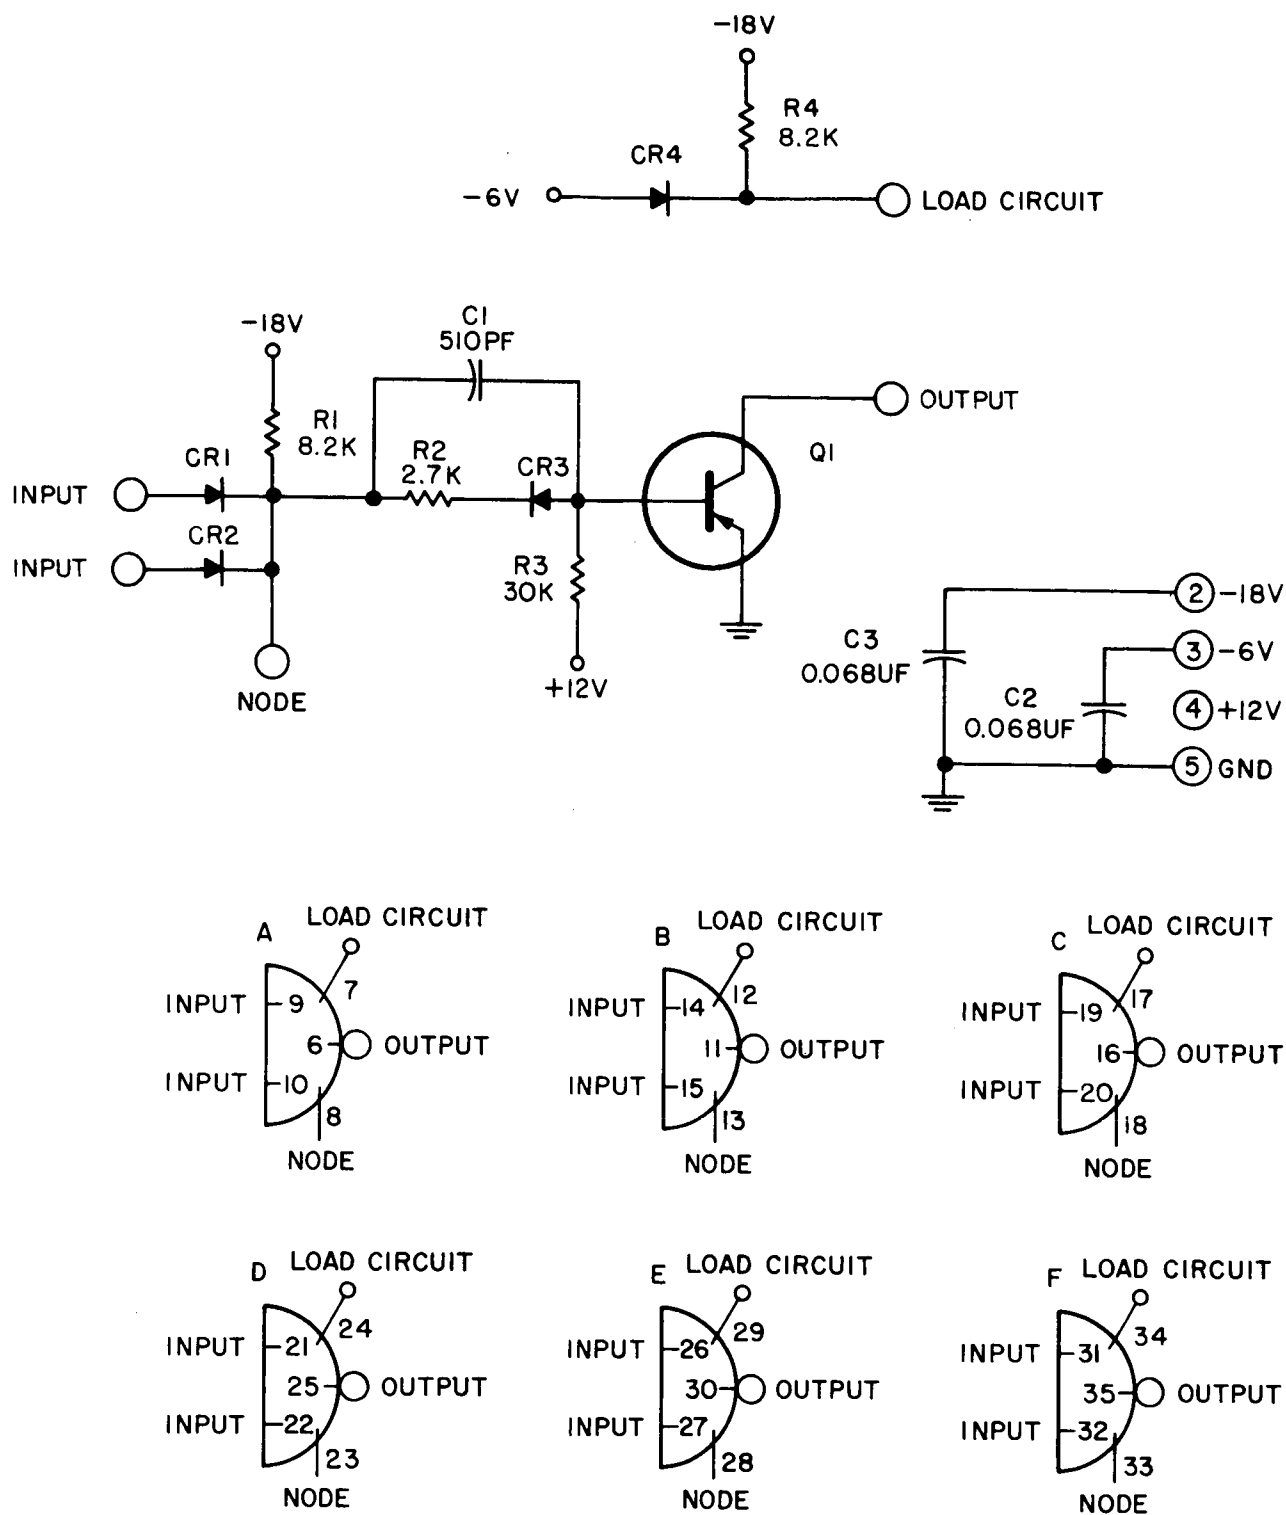 -18V
R4
8.2K
CR4
-6V
LOAD CIRCUIT
C1
510PF
-18V
R1
8.2K
R2
2.7K
CR3
Q1
OUTPUT
CR1
INPUT
CR2
INPUT
R3
30K
+12V
NODE
2 -18V
C3
0.068UF
3 -6V
C2
0.068UF
4 +12V
5 GND
A
LOAD CIRCUIT
7
INPUT 9
6 OUTPUT
INPUT 10
8
NODE
B
LOAD CIRCUIT
12
INPUT 14
11 OUTPUT
INPUT 15
13
NODE
C
LOAD CIRCUIT
17
INPUT 19
16 OUTPUT
INPUT 20
18
NODE
D
LOAD CIRCUIT
24
INPUT 21
25 OUTPUT
INPUT 22
23
NODE
E
LOAD CIRCUIT
29
INPUT 26
30 OUTPUT
INPUT 27
28
NODE
F
LOAD CIRCUIT
34
INPUT 31
35 OUTPUT
INPUT 32
33
NODE